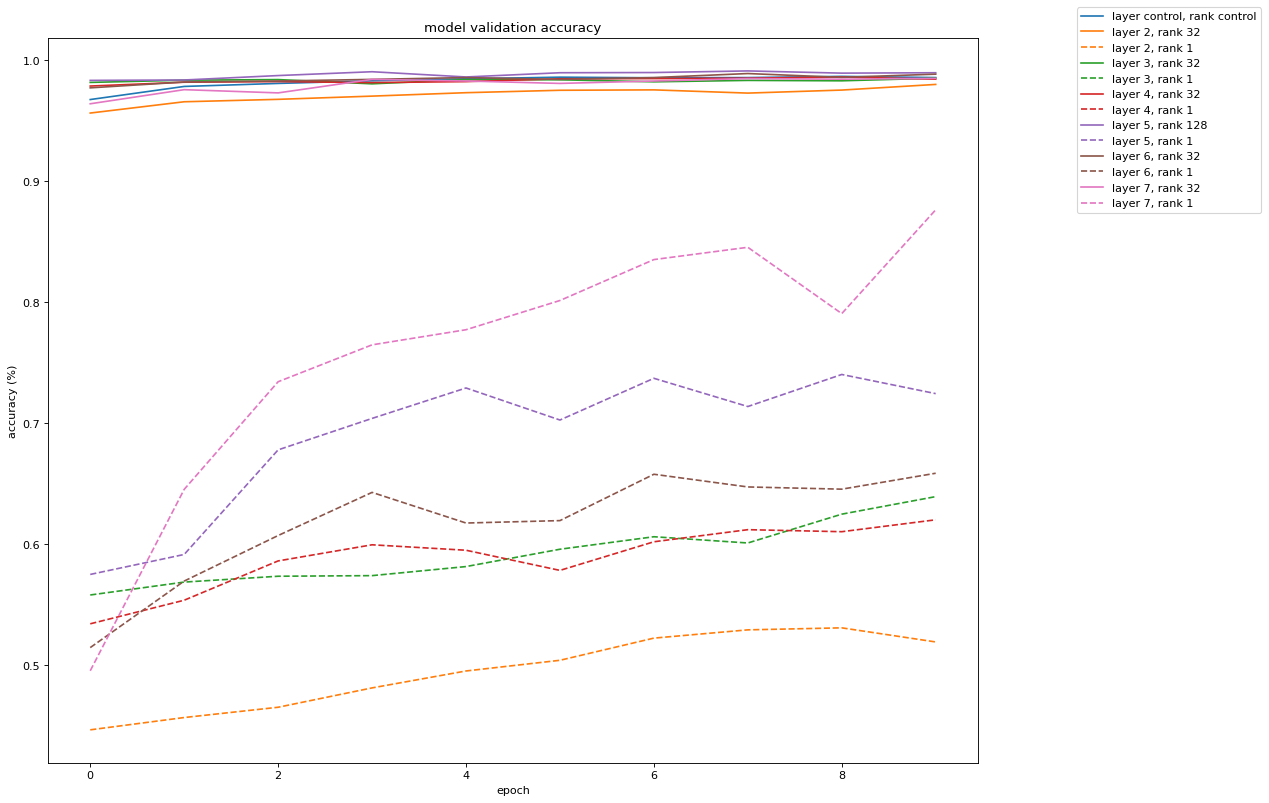 model validation accuracy
layer control, rank control
layer 2, rank 32
layer 2, rank 1
layer 3, rank 32
layer 3, rank 1
layer 4, rank 32
layer 4, rank 1
layer 5, rank 128
layer 5, rank 1
layer 6, rank 32
layer 6, rank 1
layer 7, rank 32
layer 7, rank 1
accuracy (%)
1.0
0.9
0.8
0.7
0.6
0.5
0 2 4 6 8
epoch